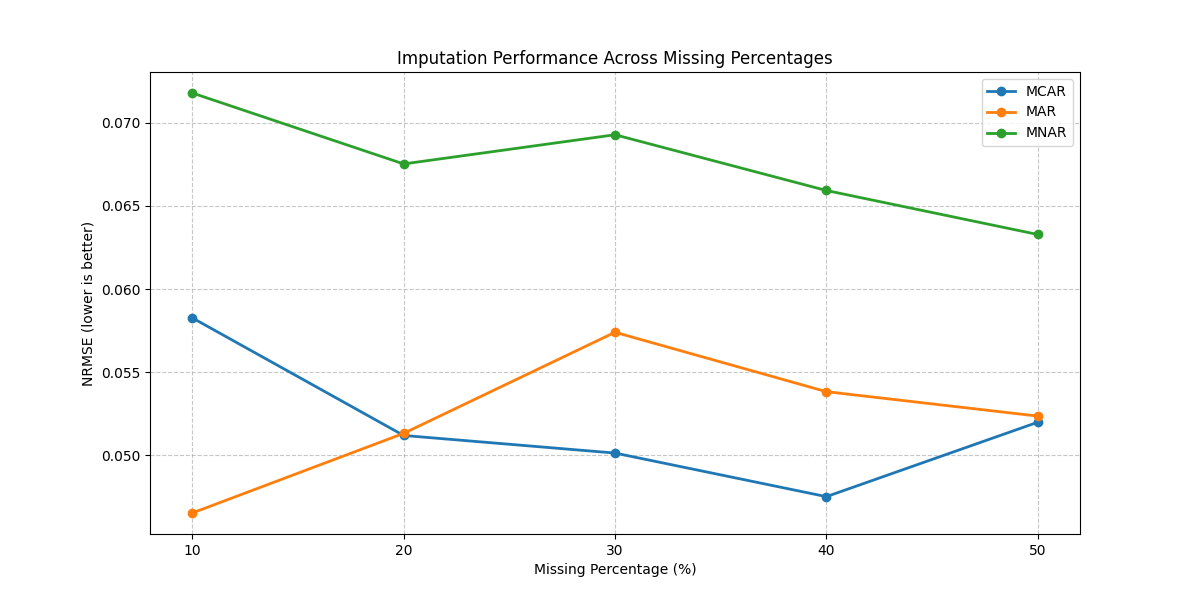 Imputation Performance Across Missing Percentages
MCAR
MAR
MNAR
NRMSE (lower is better)
0.070
0.065
0.060
0.055
0.050
10 20 30 40 50
Missing Percentage (%)